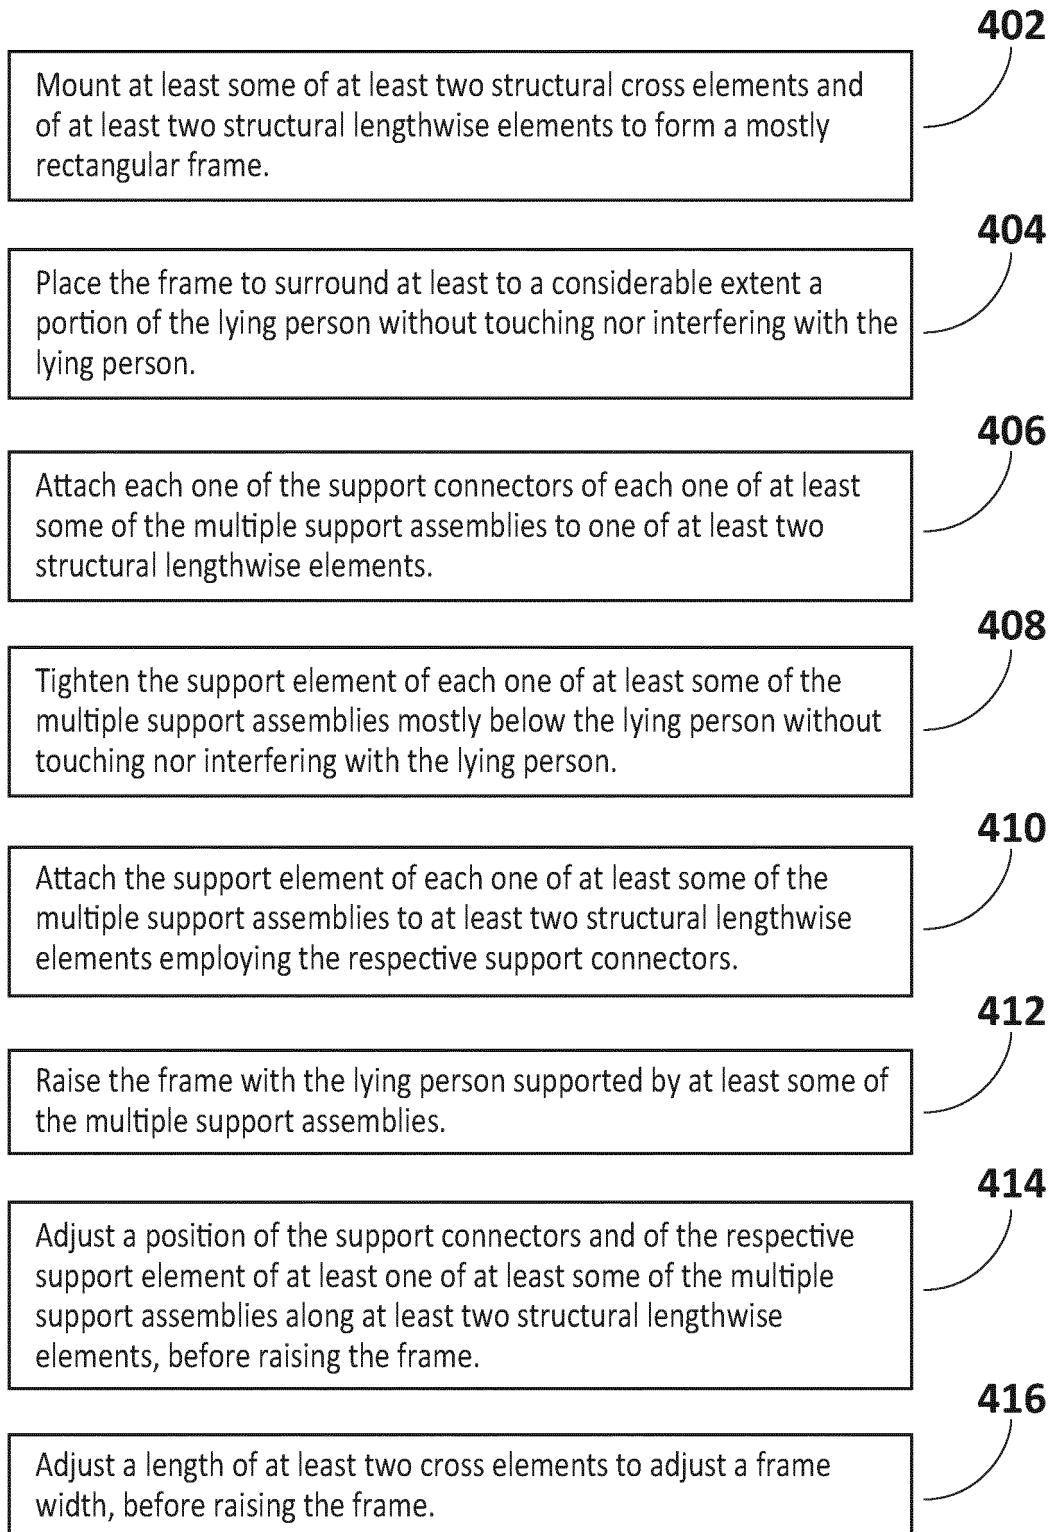 402
Mount at least some of at least two structural cross elements and
of at least two structural lengthwise elements to form a mostly
rectangular frame.
404
Place the frame to surround at least to a considerable extent a
portion of the lying person without touching nor interfering with the
lying person.
406
Attach each one of the support connectors of each one of at least
some of the multiple support assemblies to one of at least two
structural lengthwise elements.
408
Tighten the support element of each one of at least some of the
multiple support assemblies mostly below the lying person without
touching nor interfering with the lying person.
410
Attach the support element of each one of at least some of the
multiple support assemblies to at least two structural lengthwise
elements employing the respective support connectors.
412
Raise the frame with the lying person supported by at least some of
the multiple support assemblies.
414
Adjust a position of the support connectors and of the respective
support element of at least one of at least some of the multiple
support assemblies along at least two structural lengthwise
elements, before raising the frame.
416
Adjust a length of at least two cross elements to adjust a frame
width, before raising the frame.